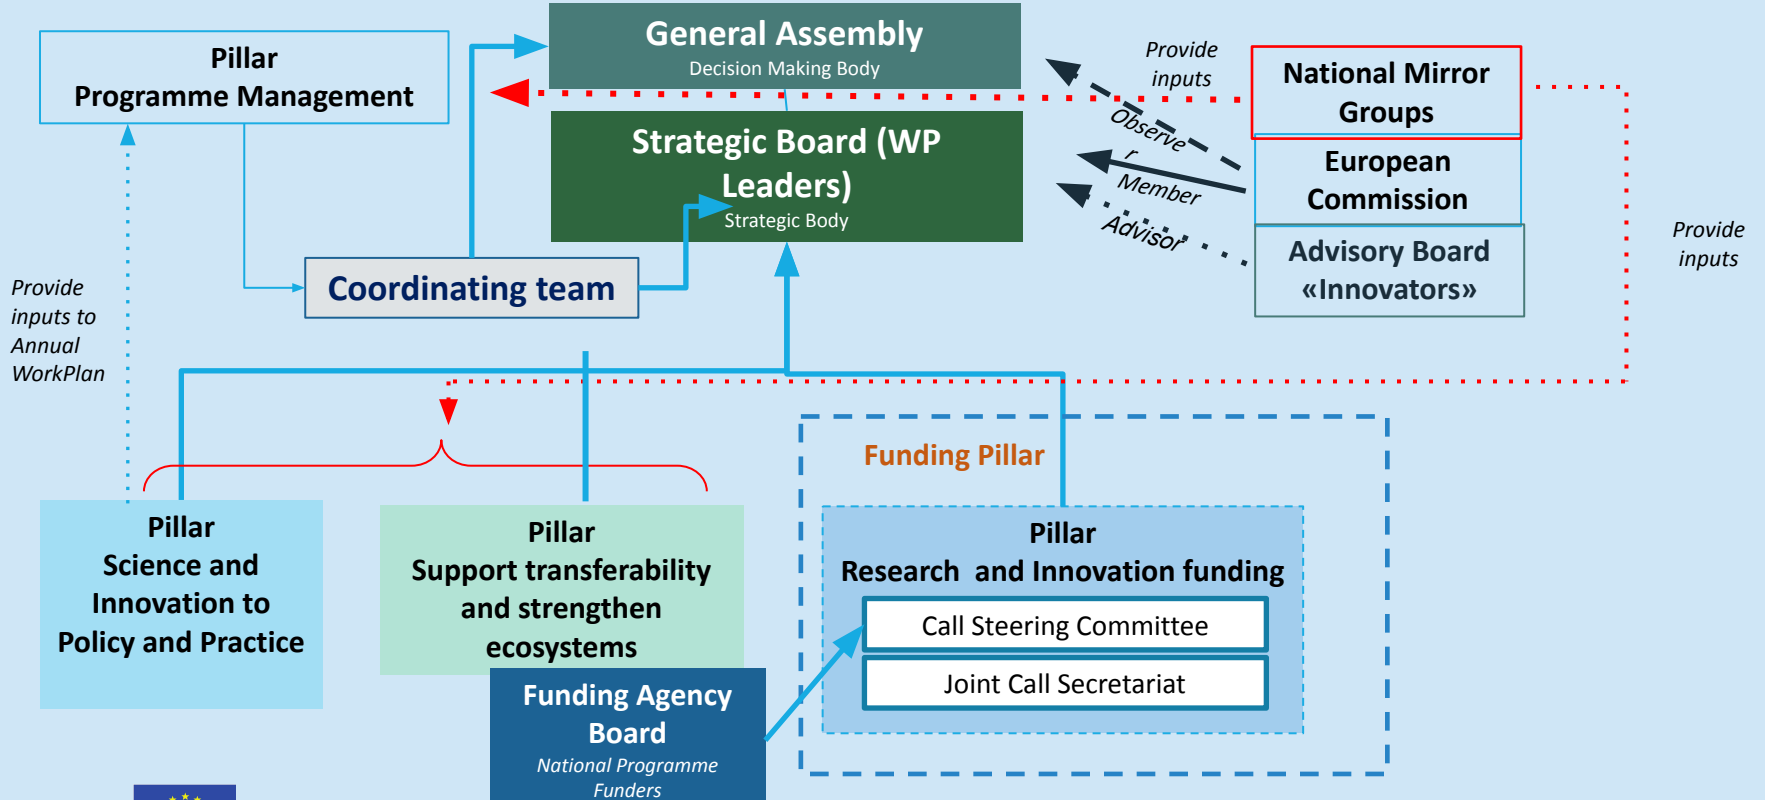 Pillar
Programme Management
General Assembly
Decision Making Body
Provide
inputs
National Mirror
Groups
Observe
r
Strategic Board (WP
Leaders)
Strategic Body
Member
European
Commission
Advisor
Advisory Board
«Innovators»
Provide
inputs
Coordinating team
Provide
inputs to
Annual
WorkPlan
Funding Pillar
Pillar
Science and
Innovation to
Policy and Practice
Pillar
Support transferability
and strengthen
ecosystems
Pillar
Research  and Innovation funding
Call Steering Committee
Joint Call Secretariat
Funding Agency
Board
National Programme
Funders